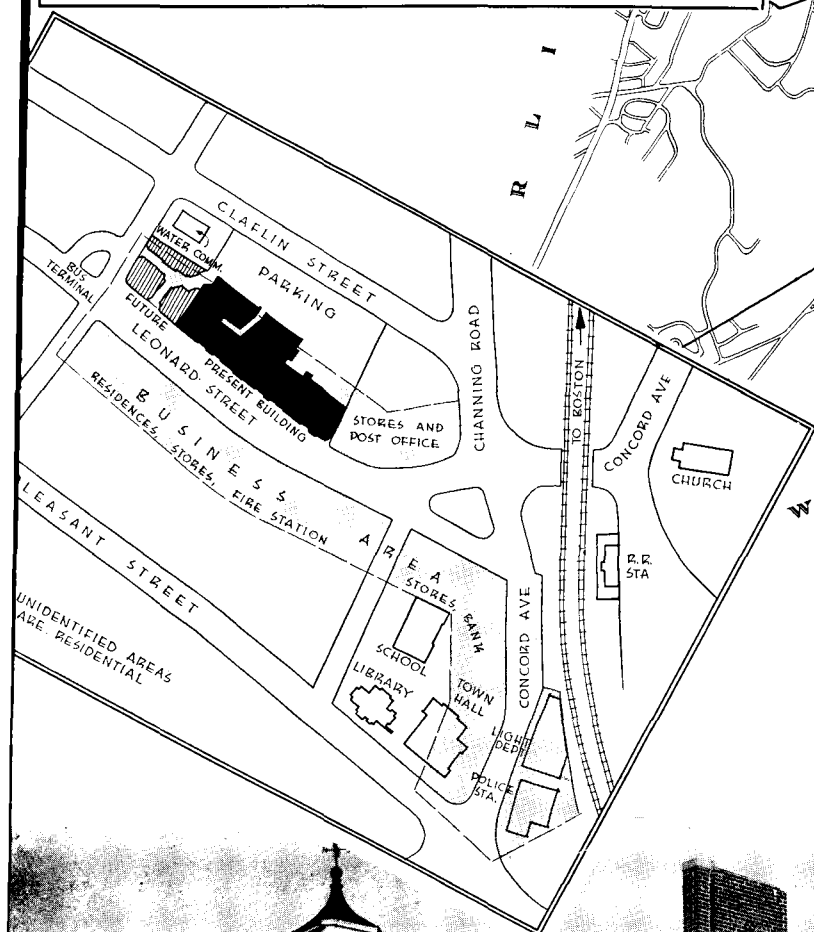 R L I
CLAFLIN STREET
WATER COMM.
PARKING
BUS
TERMINAL
FUTURE
LEONARD STREET
PRESENT BUILDING
BUSINESS AREA
RESIDENCES, STORES, FIRE STATION
STORES AND
POST OFFICE
CHANNING ROAD
TO BOSTON
CONCORD AVE
CHURCH
W
R.R.
STA
LEASANT STREET
UNIDENTIFIED AREAS
ARE RESIDENTIAL
STORES, BANK
SCHOOL
LIBRARY
TOWN
HALL
CONCORD AVE
LIGHT
DEPT.
POLICE
STA.